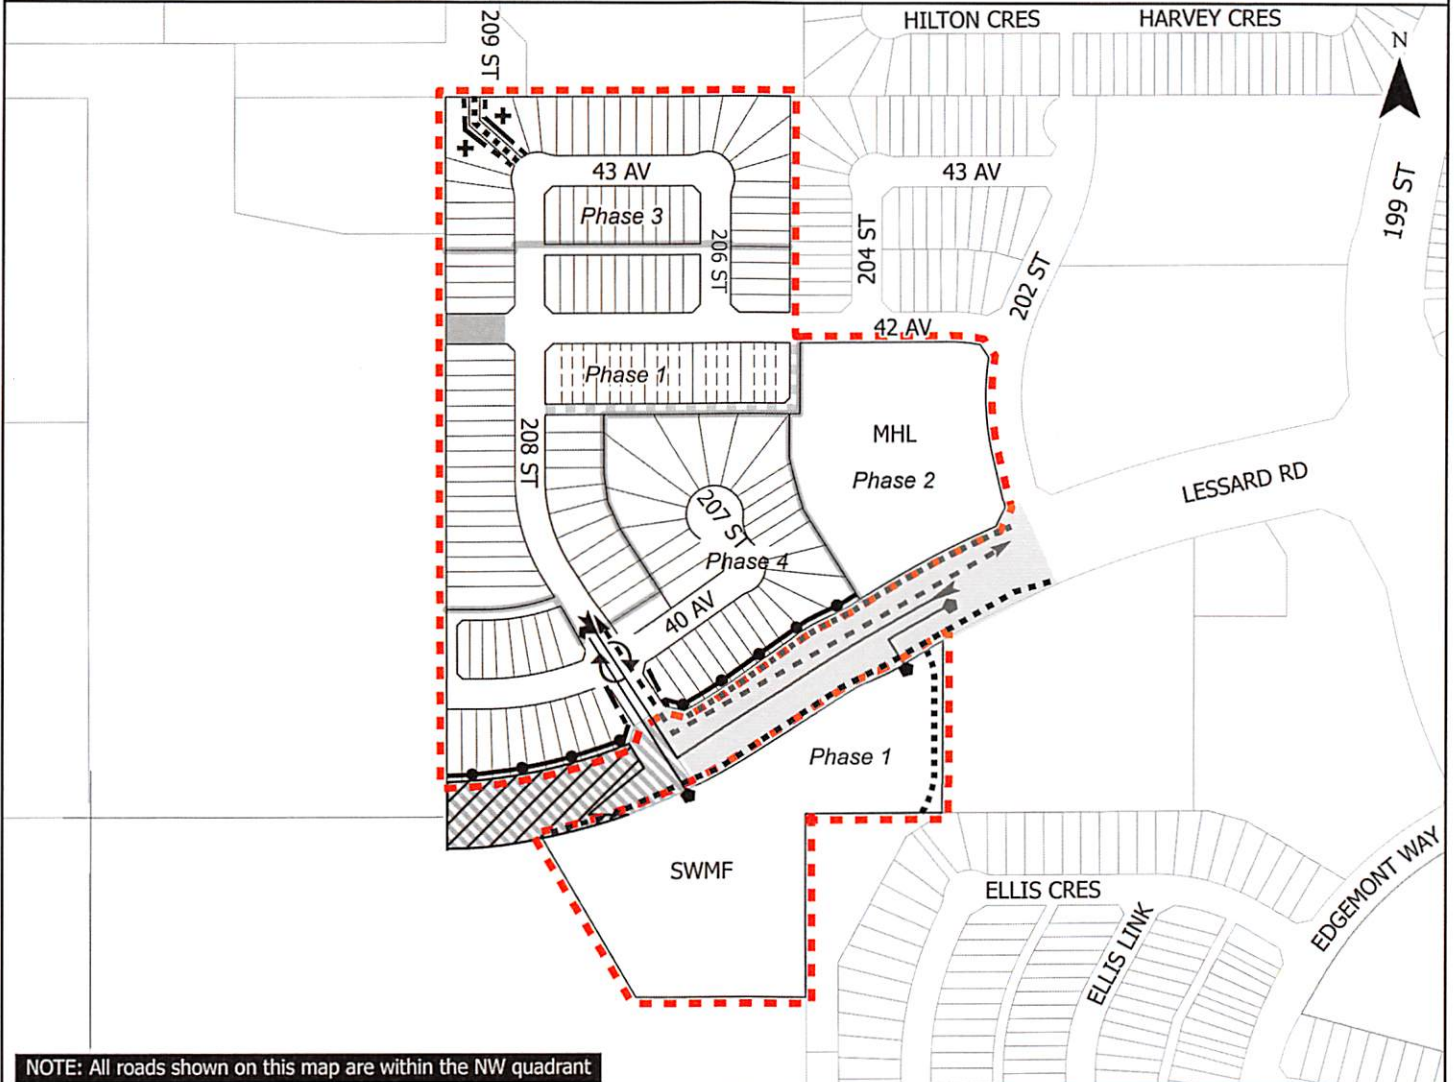 HILTON CRES
HARVEY CRES
209 ST
N
43 AV
43 AV
199 ST
Phase 3
206 ST
204 ST
202 ST
42 AV
Phase 1
208 ST
MHL
Phase 2
LESSARD RD
207 ST
Phase 4
40 AV
Phase 1
SWMF
ELLIS CRES
ELLIS LINK
EDGEMONT WAY
NOTE: All roads shown on this map are within the NW quadrant